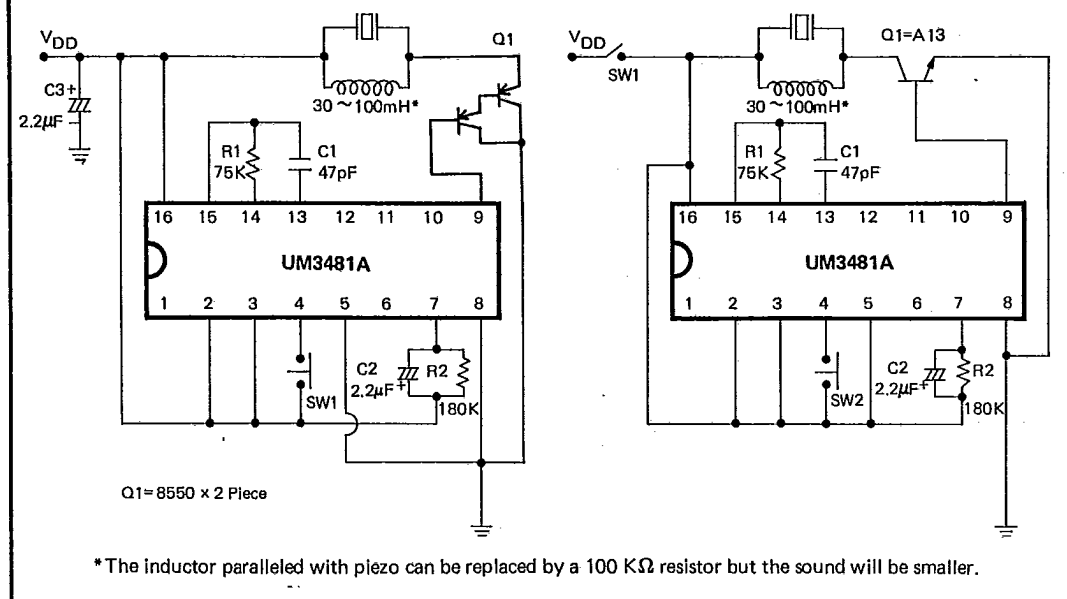 VDD
C3+
2.2μF
30 ~ 100mH*
Q1
R1
75K
C1
47pF
16 15 14 13 12 11 10 9
UM3481A
1 2 3 4 5 6 7 8
SW1
C2
2.2μF+
R2
180K
Q1=8550 x 2 Piece
VDD
SW1
30 ~ 100mH*
Q1=A13
R1
75K
C1
47pF
16 15 14 13 12 11 10 9
UM3481A
1 2 3 4 5 6 7 8
SW2
C2
2.2μF+
R2
180K
*The inductor paralleled with piezo can be replaced by a 100 KΩ resistor but the sound will be smaller.